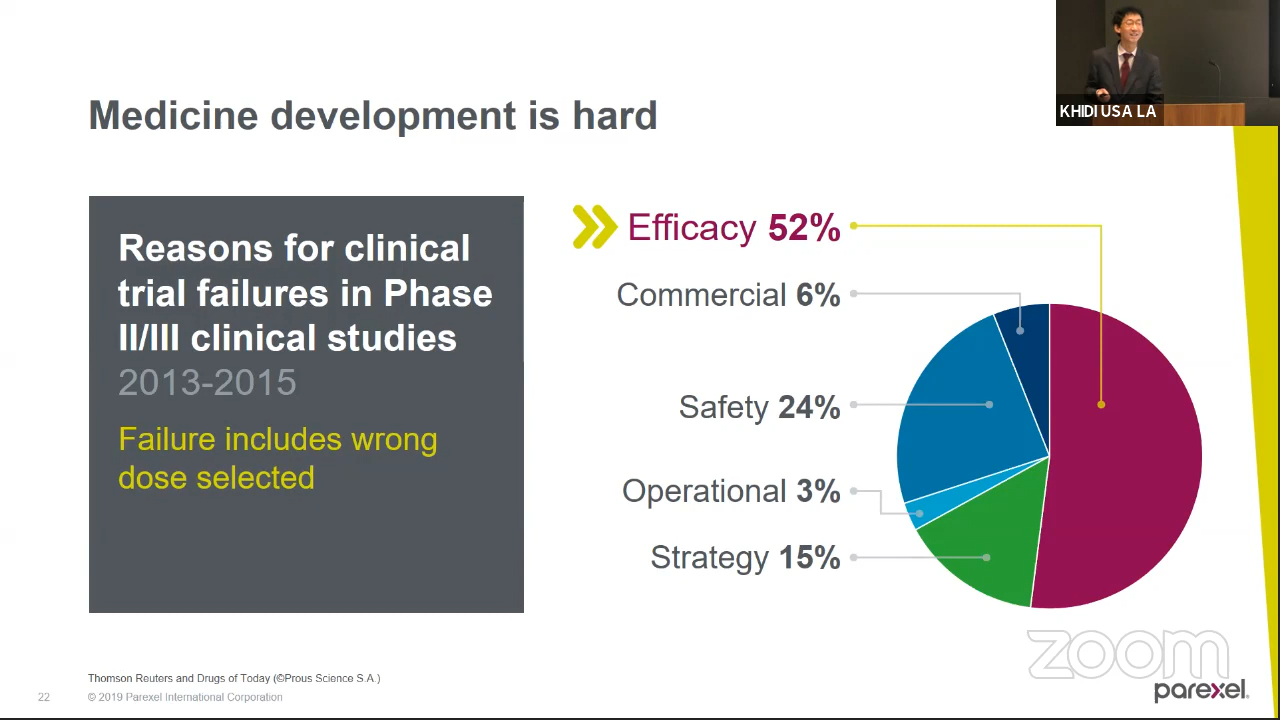 Medicine development is hard
KHIDI USA LA
Reasons for clinical
trial failures in Phase
II/III clinical studies
2013-2015
Failure includes wrong
dose selected
Efficacy 52%
Commercial 6%
Safety 24%
Operational 3%
Strategy 15%
Thomson Reuters and Drugs of Today (©Prous Science S.A.)
22 © 2019 Parexel International Corporation
zoom
parexel.